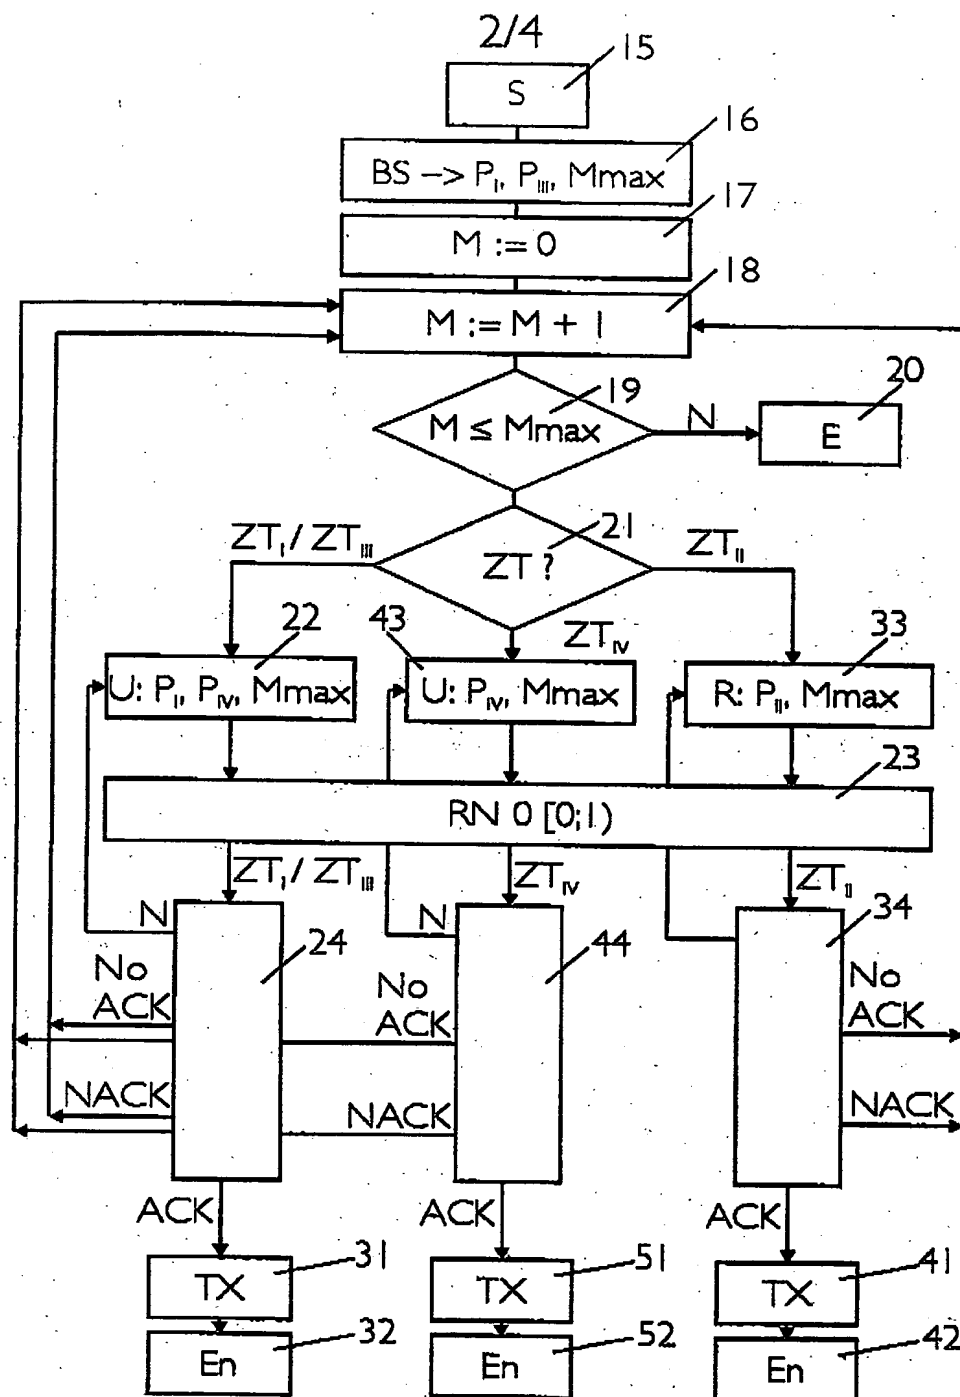 2/4
15
S
16
BS -> P_I, P_III, Mmax
17
M := 0
18
M := M + 1
19
20
M ≤ Mmax
N
E
ZT_I / ZT_III
21
ZT_II
ZT ?
22
43
ZT_IV
33
U: P_I, P_IV, Mmax
U: P_IV, Mmax
R: P_II, Mmax
23
RN 0 [0;1)
ZT_I / ZT_III
ZT_IV
ZT_II
N
N
34
24
44
No
ACK
No
ACK
No
ACK
NACK
NACK
NACK
ACK
ACK
ACK
31
51
41
TX
TX
TX
32
52
42
En
En
En